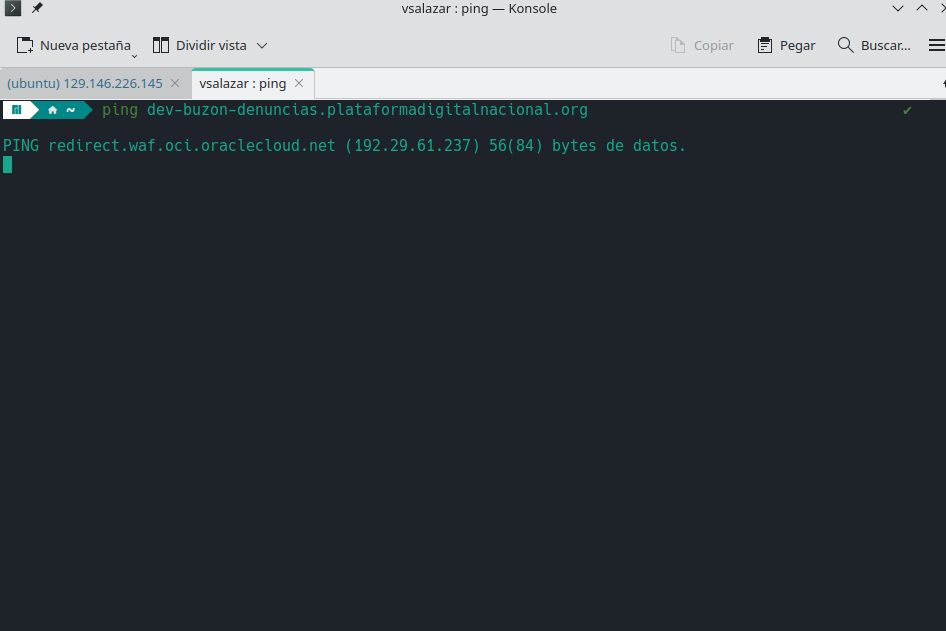 vsalazar : ping — Konsole
Nueva pestaña
Dividir vista
Copiar
Pegar
Buscar...
(ubuntu) 129.146.226.145
vsalazar : ping
~ ping dev-buzon-denuncias.plataformadigitalnacional.org ✔
PING redirect.waf.oci.oraclecloud.net (192.29.61.237) 56(84) bytes de datos.